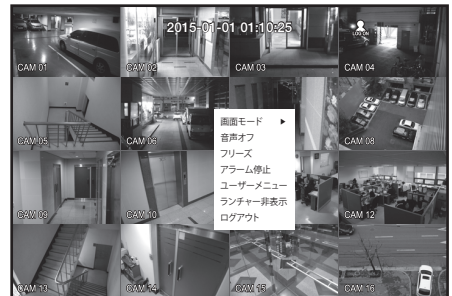 2015-01-01 01:10:25
LOG ON
CAM 01
CAM 02
CAM 03
CAM 04
画面モード ▶
音声オフ
フリーズ
アラーム停止
ユーザーメニュー
ランチャー非表示
ログアウト
CAM 05
CAM 06
CAM 08
CAM 09
CAM 10
CAM 12
CAM 13
CAM 14
CAM 15
CAM 16